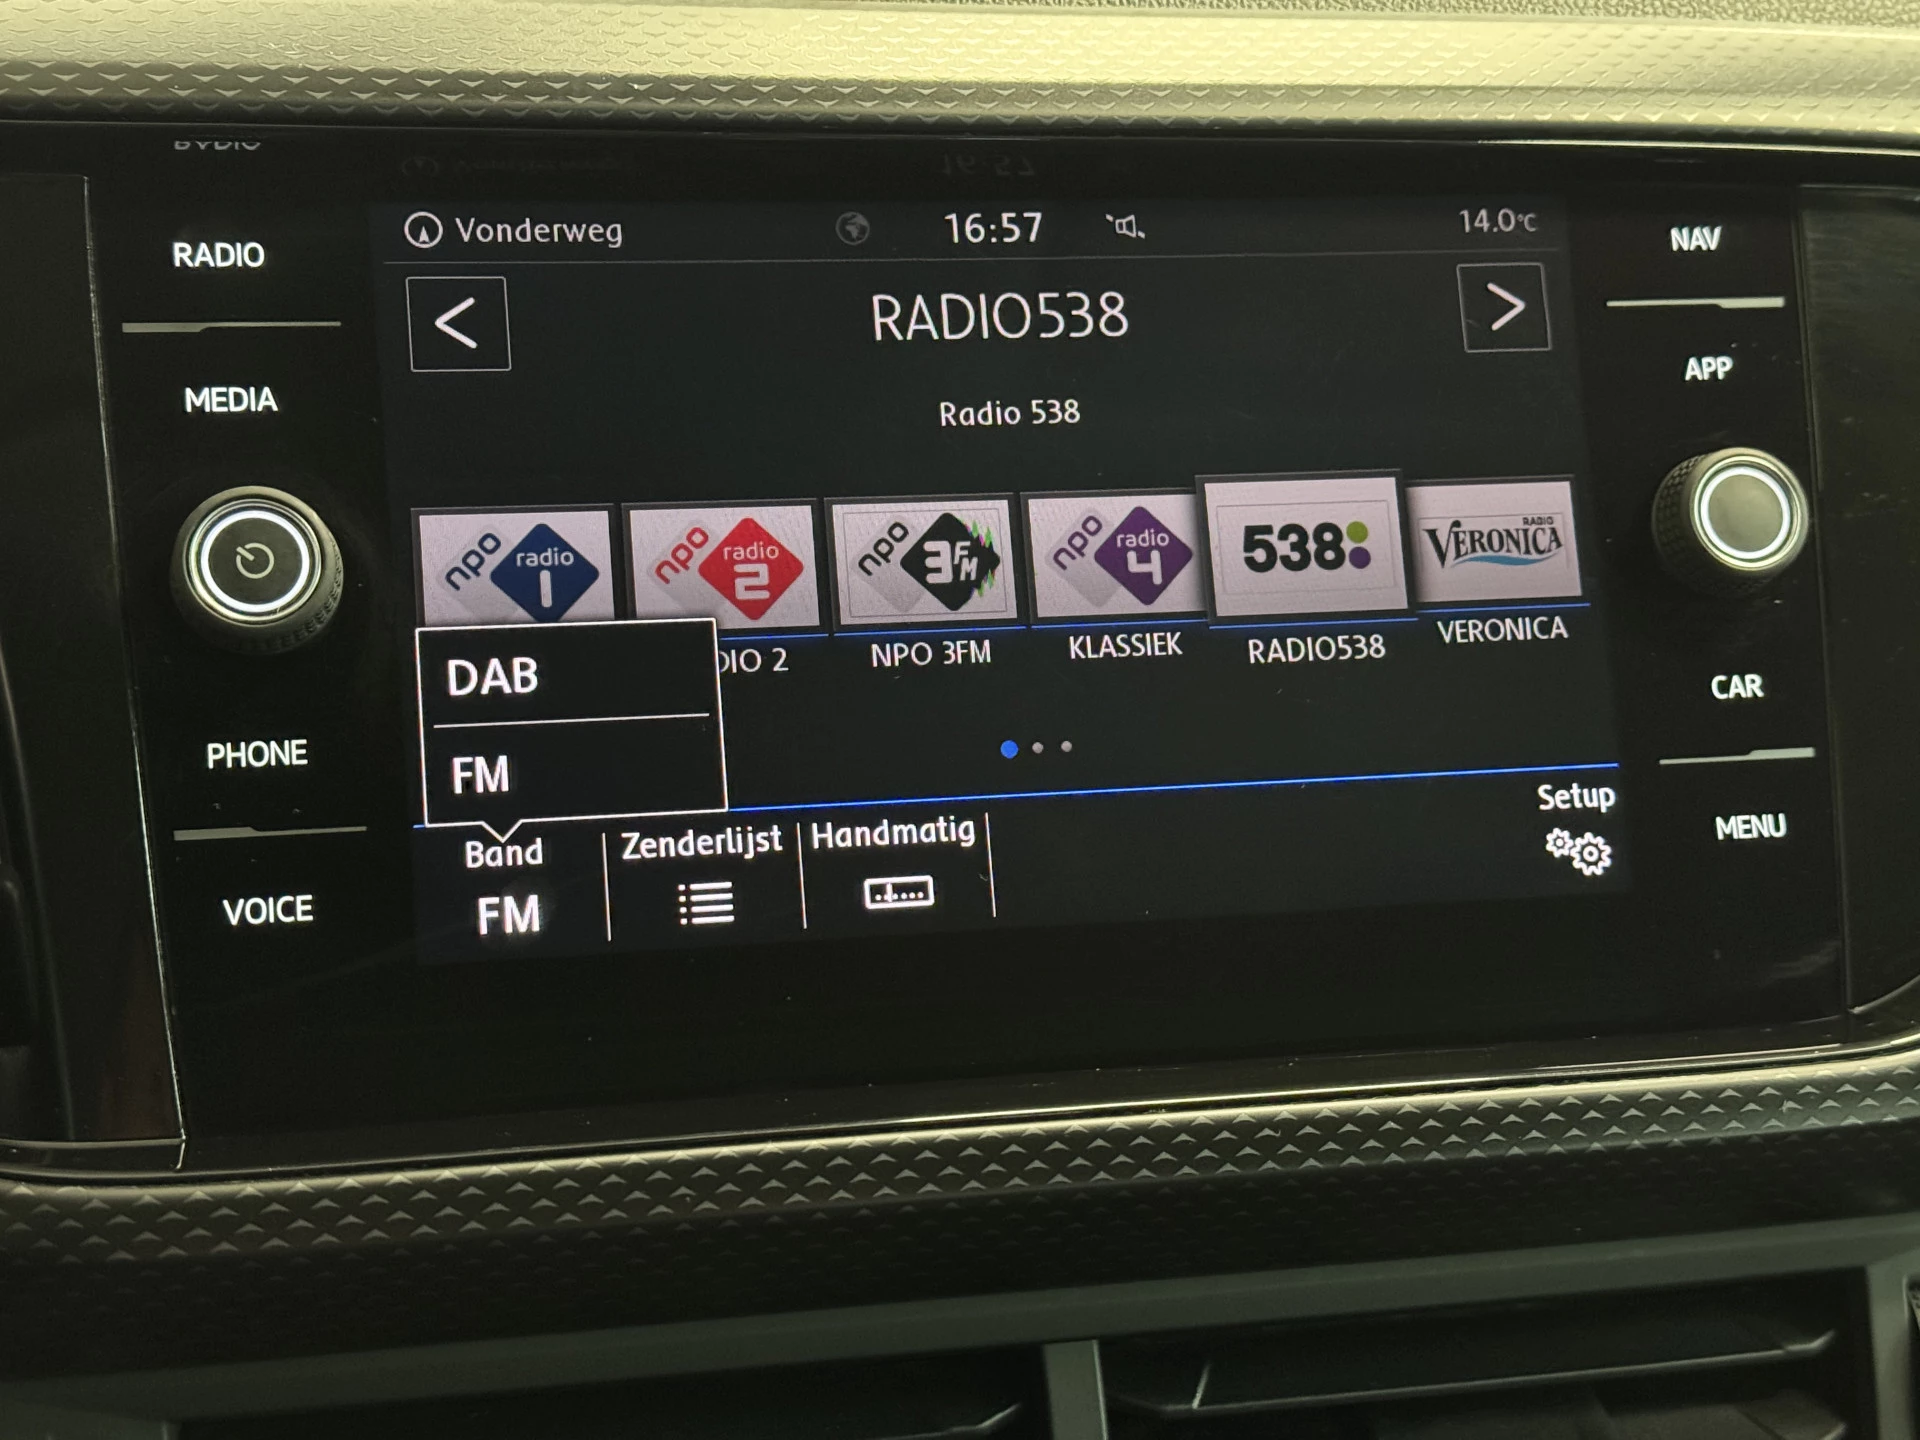 RADIO
MEDIA
PHONE
VOICE
Vonderweg
16:57
14.0°C
<
RADIO538
>
Radio 538
npo radio 1
npo radio 2
npo 3FM
npo radio 4
538
RADIO VERONICA
DIO 2
NPO 3FM
KLASSIEK
RADIO538
VERONICA
DAB
FM
Band
FM
Zenderlijst
Handmatig
Setup
NAV
APP
CAR
MENU